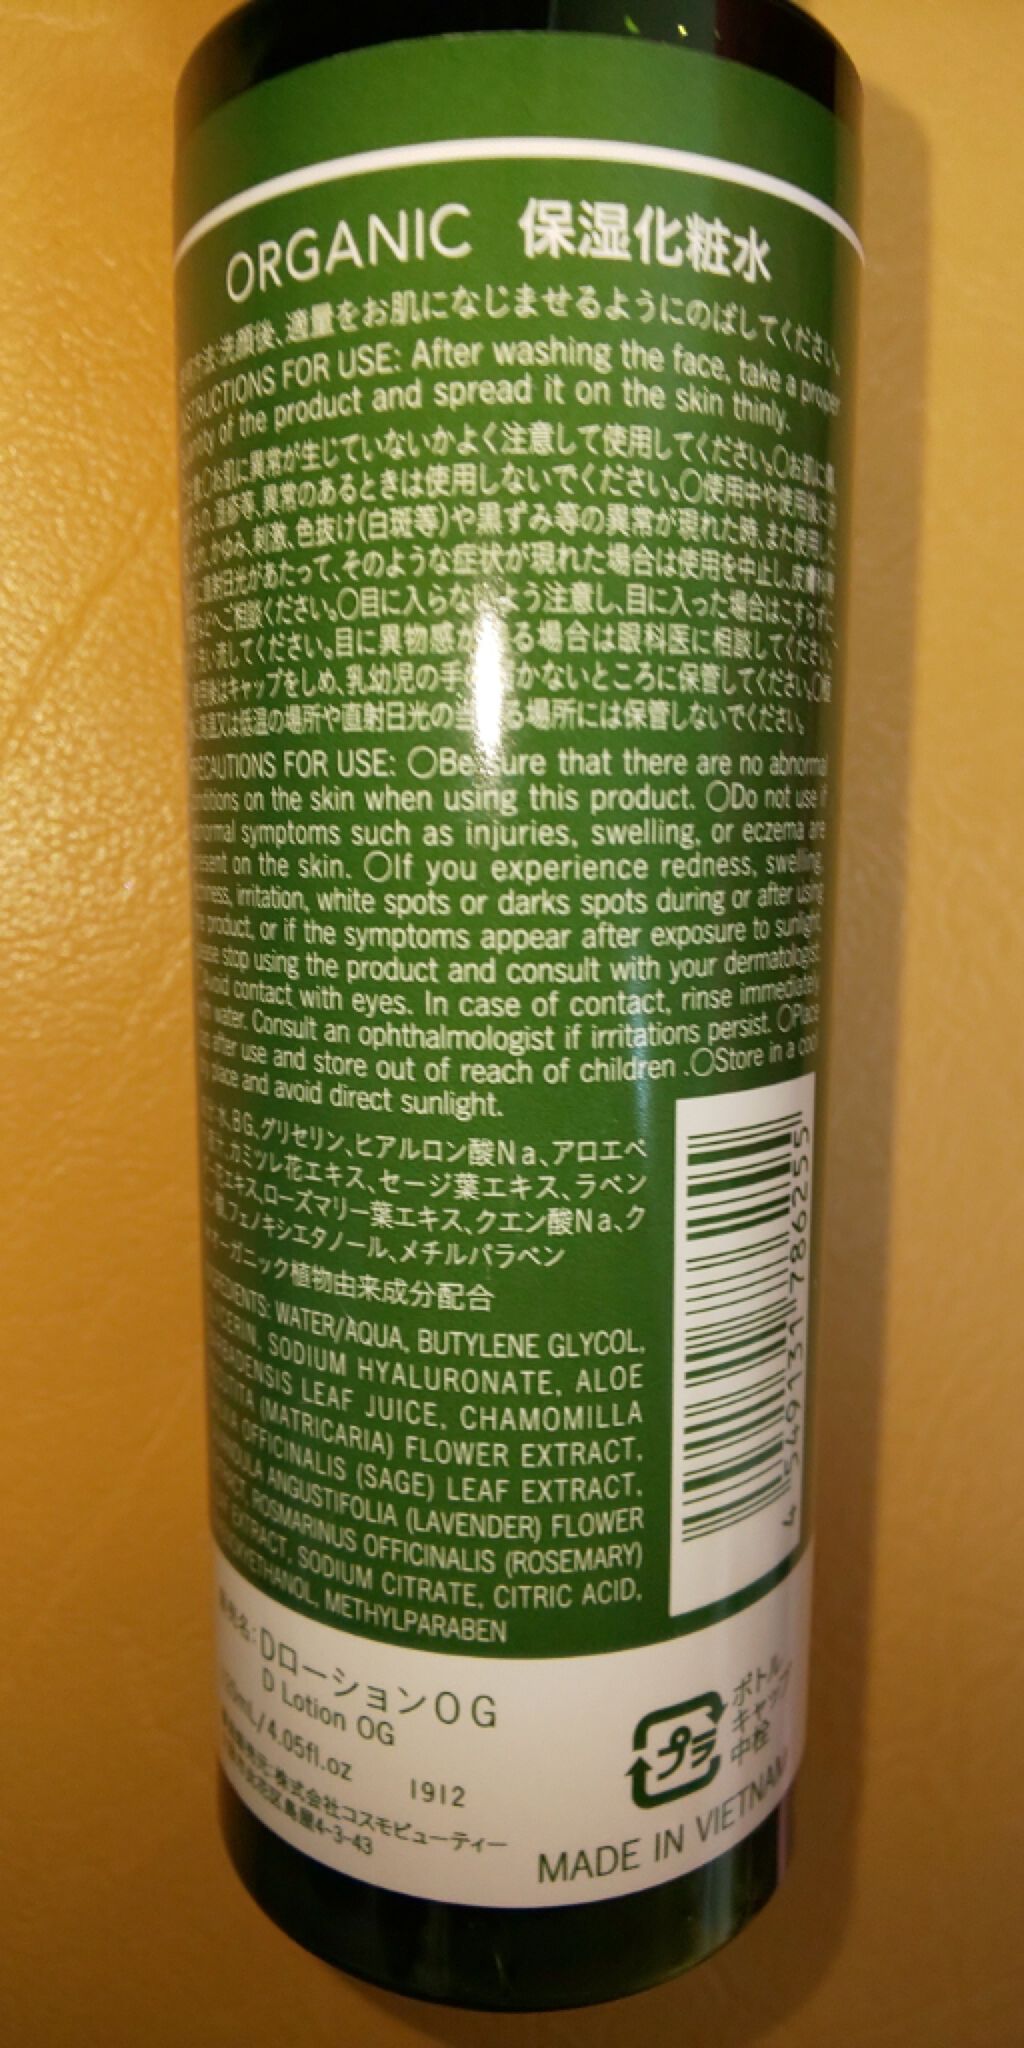 ORGANIC 保湿化粧水
洗顔後、適量をお肌になじませるようにのばしてください。
FOR USE: After washing the face, take a proper
of the product and spread it on the skin thinly.
○お肌に異常が生じていないかよく注意して使用してください。○お肌に
湿疹等、異常のあるときは使用しないでください。○使用中や使用後に
かゆみ、刺激、色抜け(白斑等)や黒ずみ等の異常が現れた時、また使用した
直射日光があたって、そのような症状が現れた場合は使用を中止し、皮膚科
ご相談ください。○目に入らな よう注意し、目に入った場合はこすらずに
洗い流してください。目に異物感が る場合は眼科医に相談してください。
使用後はキャップをしめ、乳幼児の手 かないところに保管してください。○
高温又は低温の場所や直射日光の当 る場所には保管しないでください。
FOR USE: ○Be sure that there are no abnormal
on the skin when using this product. ○Do not use if
symptoms such as injuries, swelling, or eczema are
on the skin. ○If you experience redness, swelling,
irritation, white spots or darks spots during or after using
product, or if the symptoms appear after exposure to sunlight,
stop using the product and consult with your dermatologist.
contact with eyes. In case of contact, rinse immediately
water. Consult an ophthalmologist if irritations persist. ○Place
after use and store out of reach of children .○Store in a cool
place and avoid direct sunlight.
水、BG、グリセリン、ヒアルロン酸Na、アロエベ
カミツレ花エキス、セージ葉エキス、ラベン
花エキス、ローズマリー葉エキス、クエン酸Na、ク
フェノキシエタノール、メチルパラベン
オーガニック植物由来成分配合
WATER/AQUA, BUTYLENE GLYCOL,
SODIUM HYALURONATE, ALOE
LEAF JUICE, CHAMOMILLA
(MATRICARIA) FLOWER EXTRACT,
OFFICINALIS (SAGE) LEAF EXTRACT,
ANGUSTIFOLIA (LAVENDER) FLOWER
ROSMARINUS OFFICINALIS (ROSEMARY)
EXTRACT, SODIUM CITRATE, CITRIC ACID,
METHYLPARABEN
4 549131 786255
Dローション OG
D Lotion OG
/4.05fl.oz 1912
株式会社コスモビューティー
4-3-43
プラ
ボトル
キャップ
中栓
MADE IN VIETNAM